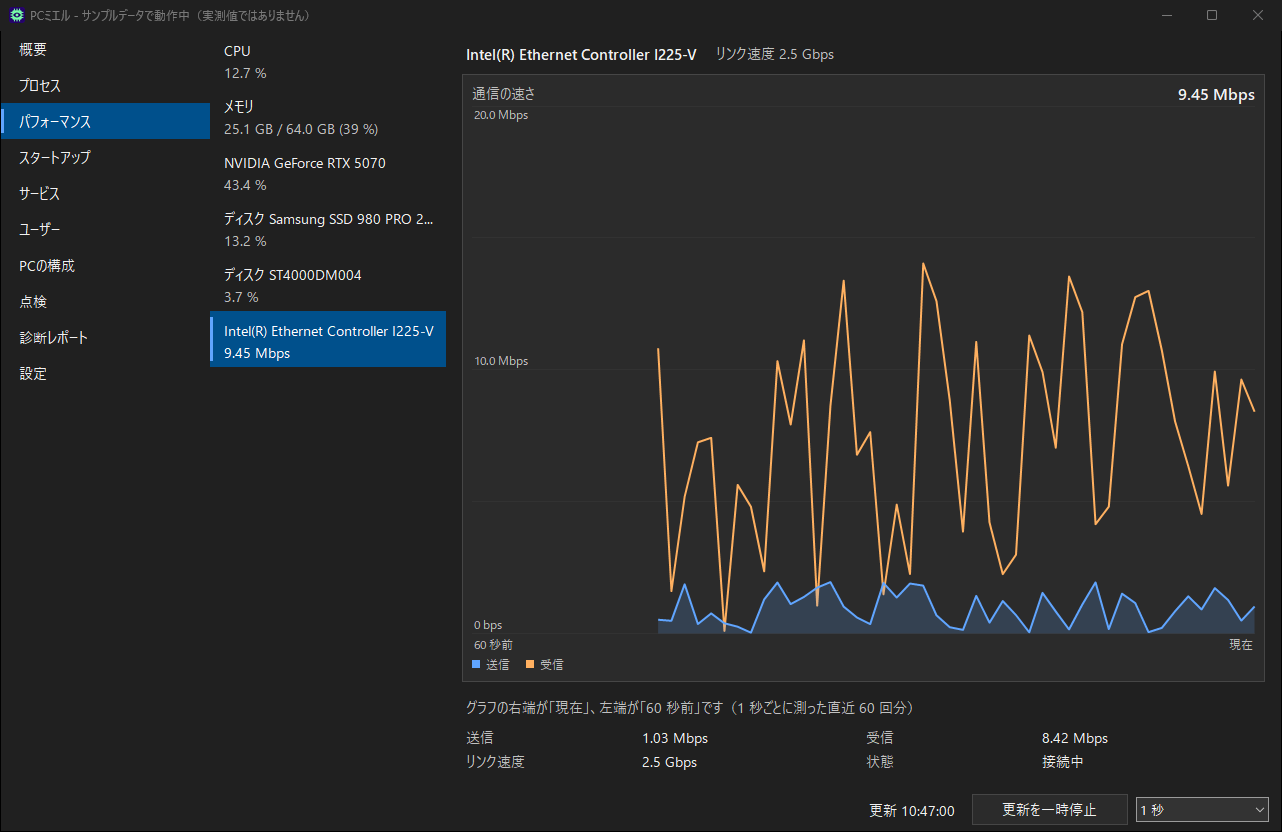 PCミエル - サンプルデータで動作中（実測値ではありません）
概要
プロセス
パフォーマンス
スタートアップ
サービス
ユーザー
PCの構成
点検
診断レポート
設定
CPU
12.7 %
メモリ
25.1 GB / 64.0 GB (39 %)
NVIDIA GeForce RTX 5070
43.4 %
ディスク Samsung SSD 980 PRO 2...
13.2 %
ディスク ST4000DM004
3.7 %
Intel(R) Ethernet Controller I225-V
9.45 Mbps
Intel(R) Ethernet Controller I225-V リンク速度 2.5 Gbps
通信の速さ 9.45 Mbps
20.0 Mbps
10.0 Mbps
0 bps
60 秒前 現在
送信 受信
グラフの右端が「現在」、左端が「60 秒前」です（1 秒ごとに測った直近 60 回分）
送信 1.03 Mbps 受信 8.42 Mbps
リンク速度 2.5 Gbps 状態 接続中
更新 10:47:00 更新を一時停止 1 秒